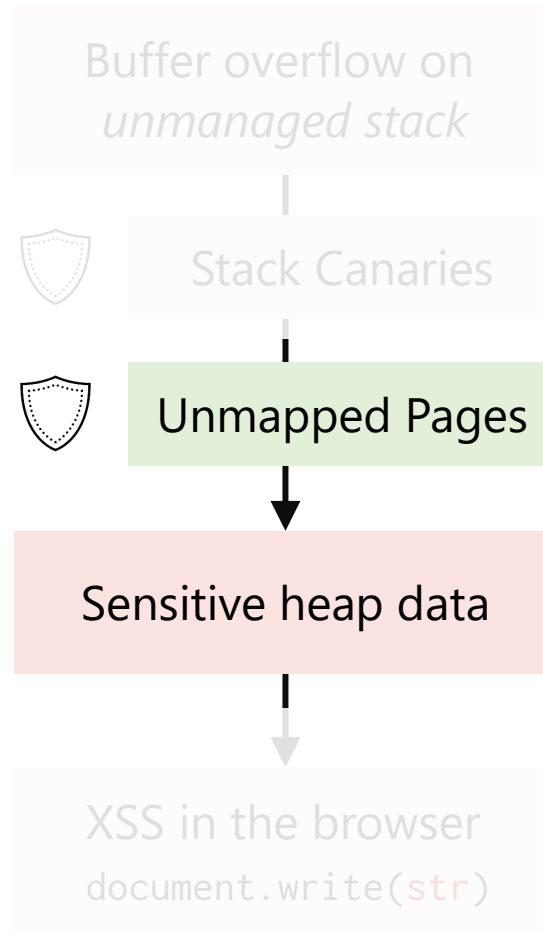 Buffer overflow on
unmanaged stack
Stack Canaries
Unmapped Pages
Sensitive heap data
XSS in the browser
document.write(str)